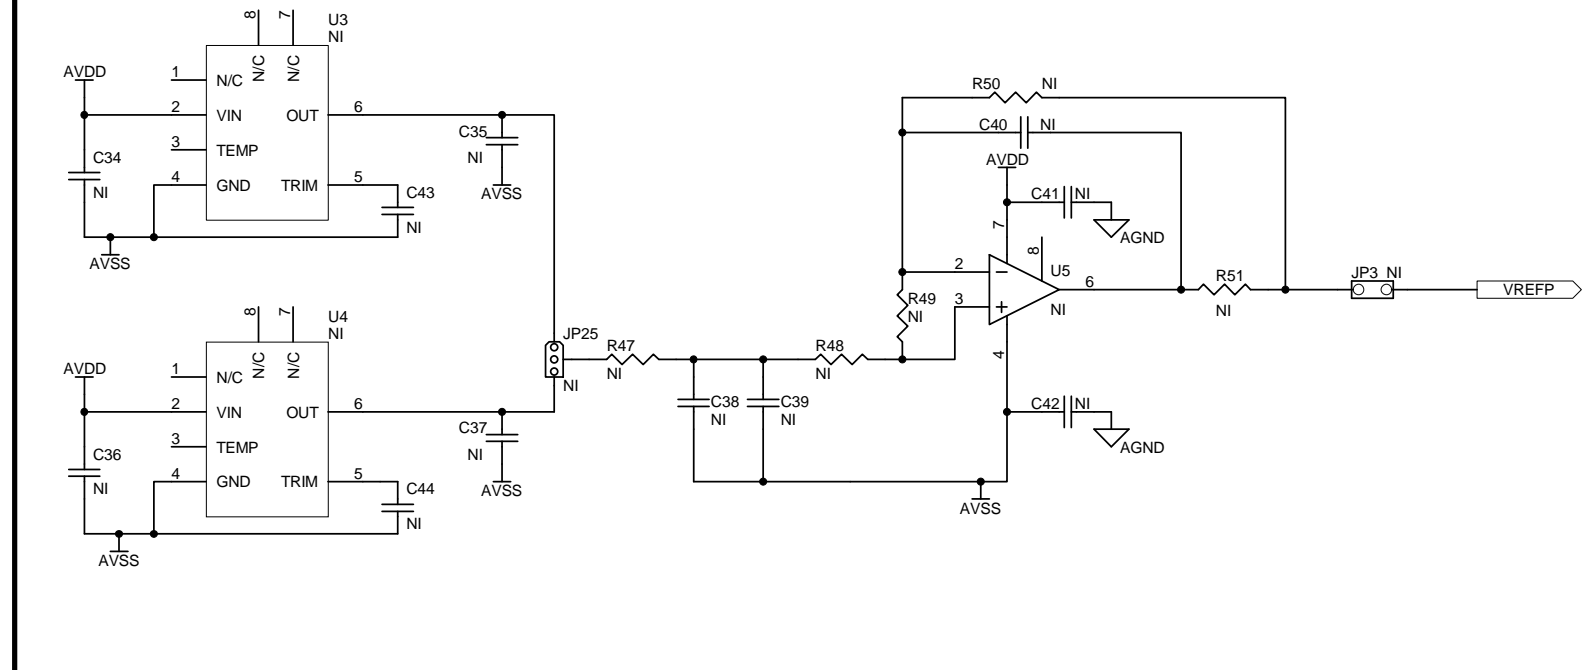 8
7
U3
NI
AVDD
1
N/C
N/C
N/C
2
VIN
OUT
6
3
TEMP
C34
NI
4
GND
TRIM
5
C43
NI
AVSS
C35
NI
AVSS
8
7
U4
NI
AVDD
1
N/C
N/C
N/C
2
VIN
OUT
6
3
TEMP
C36
NI
4
GND
TRIM
5
C44
NI
AVSS
C37
NI
AVSS
JP25
NI
R47
NI
C38
NI
C39
NI
R48
NI
R49
NI
R50 NI
C40 NI
AVDD
C41 NI
AGND
7
8
2
3
U5
NI
6
4
C42 NI
AGND
AVSS
R51
NI
JP3 NI
VREFP